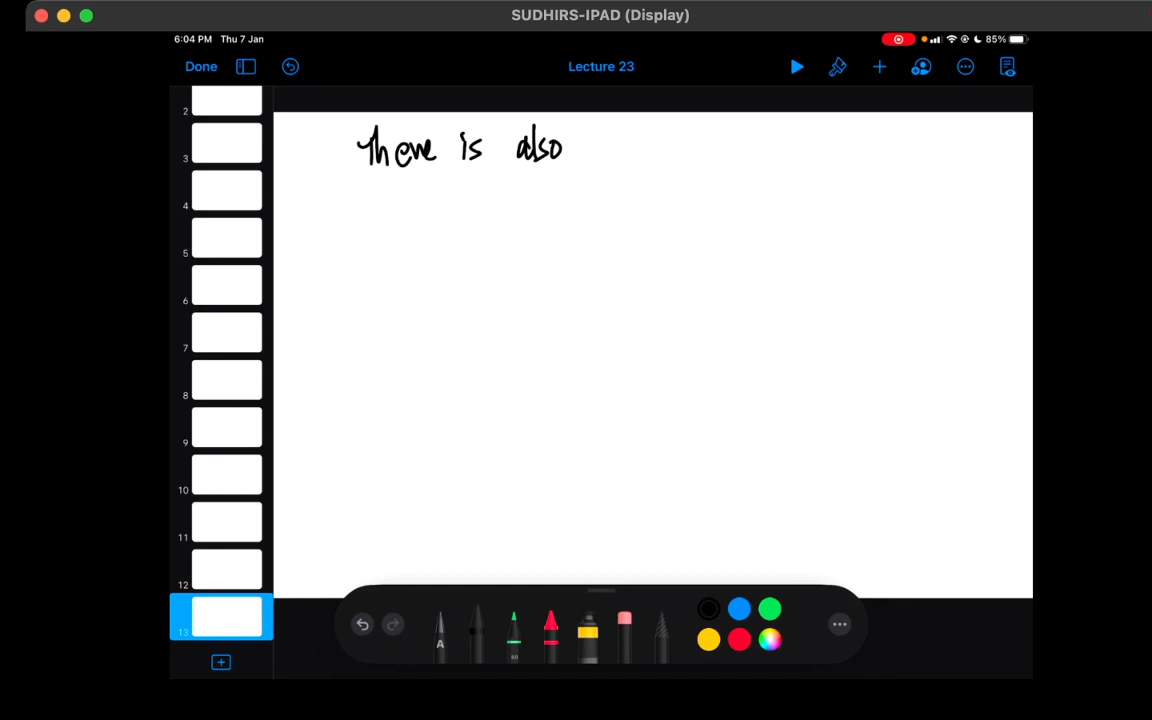 SUDHIRS-IPAD (Display)
6:04 PM Thu 7 Jan
85%
Done
Lecture 23
2
3
4
5
6
7
8
9
10
11
12
13
there is also
A
80